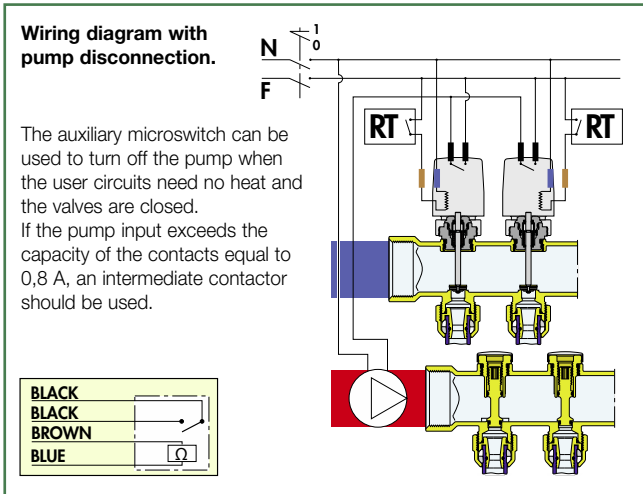 Wiring diagram with
pump disconnection.
1
0
N
F
RT
RT
The auxiliary microswitch can be
used to turn off the pump when
the user circuits need no heat and
the valves are closed.
If the pump input exceeds the
capacity of the contacts equal to
0,8 A, an intermediate contactor
should be used.
BLACK
BLACK
BROWN
BLUE
Ω